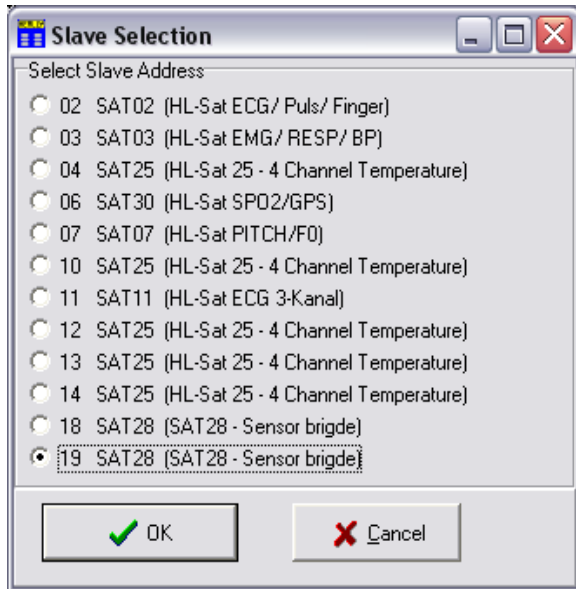 Slave Selection
Select Slave Address
02 SAT02 (HL-Sat ECG/ Puls/ Finger)
03 SAT03 (HL-Sat EMG/ RESP/ BP)
04 SAT25 (HL-Sat 25 - 4 Channel Temperature)
06 SAT30 (HL-Sat SPO2/GPS)
07 SAT07 (HL-Sat PITCH/F0)
10 SAT25 (HL-Sat 25 - 4 Channel Temperature)
11 SAT11 (HL-Sat ECG 3-Kanal)
12 SAT25 (HL-Sat 25 - 4 Channel Temperature)
13 SAT25 (HL-Sat 25 - 4 Channel Temperature)
14 SAT25 (HL-Sat 25 - 4 Channel Temperature)
18 SAT28 (SAT28 - Sensor brigde)
19 SAT28 (SAT28 - Sensor brigde)
OK Cancel